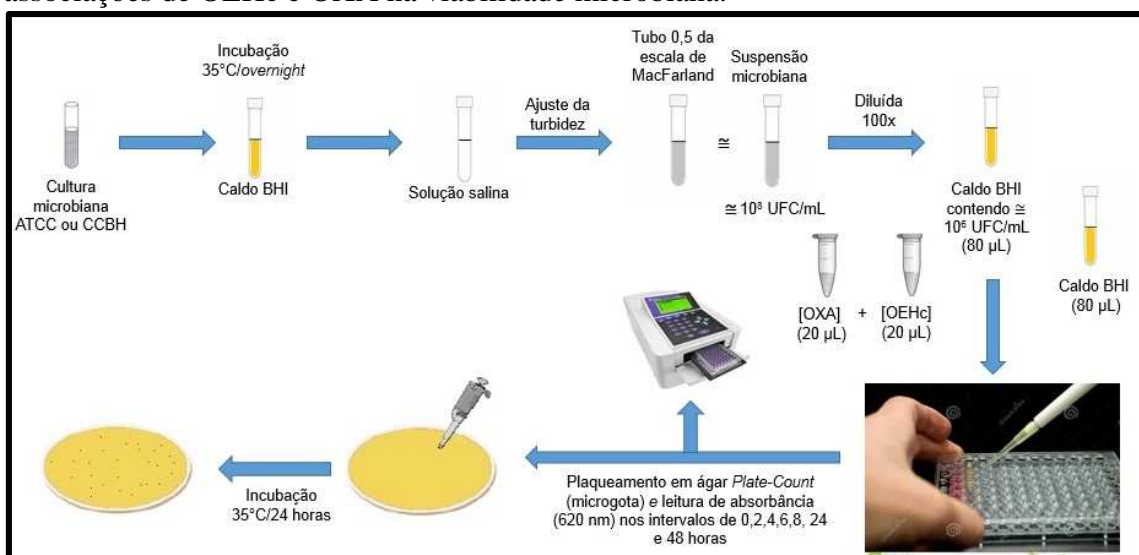 associações de OEHc e OXA na viabilidade microbiana.
Incubação
35°C/overnight
Tubo 0,5 da
escala de
MacFarland
Suspensão
microbiana
Ajuste da
turbidez
Diluída
100x
≅
Cultura
microbiana
ATCC ou CCBH
Caldo BHI
Solução salina
≅ 10⁸ UFC/mL
Caldo BHI
contendo ≅
10⁶ UFC/mL
(80 µL)
Caldo BHI
(80 µL)
[OXA] + [OEHc]
(20 µL) (20 µL)
Plaqueamento em ágar Plate-Count
(microgota) e leitura de absorbância
(620 nm) nos intervalos de 0,2,4,6,8, 24
e 48 horas
Incubação
35°C/24 horas